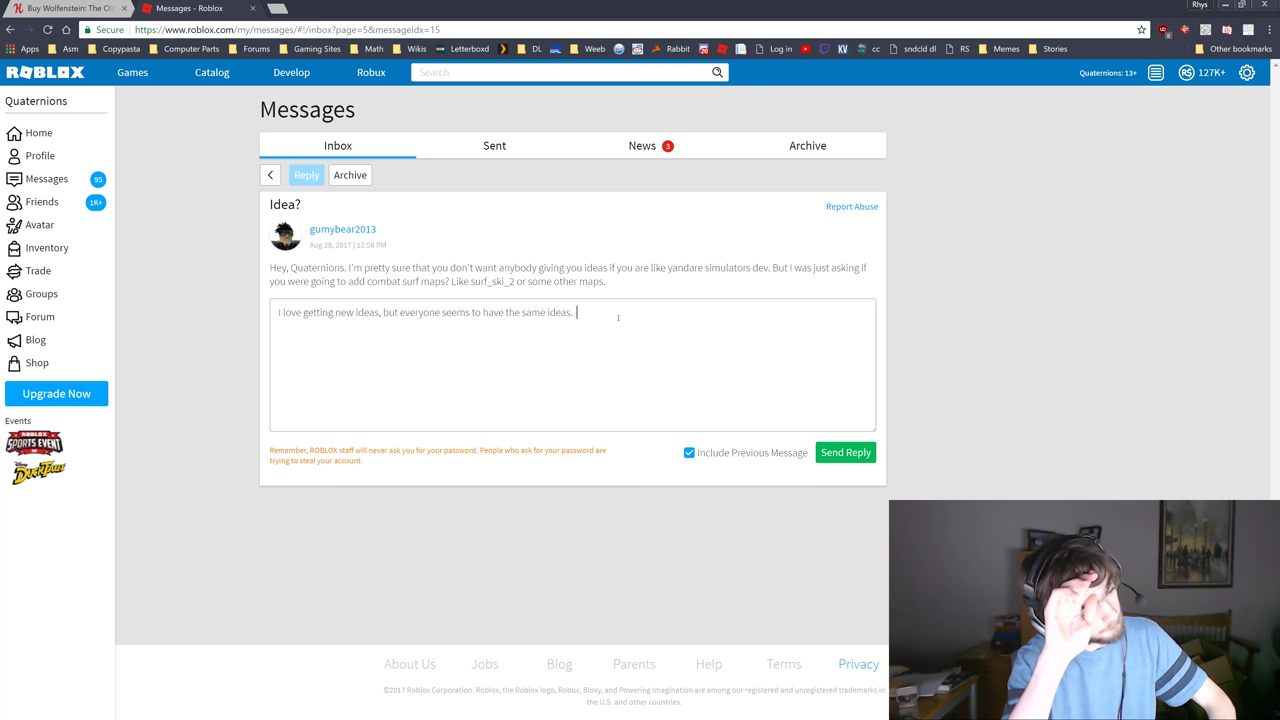 Buy Wolfenstein: The Old
Messages - Roblox
Rhys
Secure
https://www.roblox.com/my/messages/#!/inbox?page=5&messageIdx=15
Apps
Asm
Copypasta
Computer Parts
Forums
Gaming Sites
Math
Wikis
Letterboxd
DL
Weeb
Rabbit
Log in
KV
cc
sndcld dl
RS
Memes
Stories
Other bookmarks
ROBLOX
Games
Catalog
Develop
Robux
Search
Quaternions: 13+
R$
127K+
Quaternions
Home
Profile
Messages
95
Friends
1K+
Avatar
Inventory
Trade
Groups
Forum
Blog
Shop
Upgrade Now
Events
ROBLOX
SPORTS EVENT
Disney
DUCKTALES
Messages
Inbox
Sent
News 3
Archive
Reply
Archive
Idea?
Report Abuse
gumybear2013
Aug 28, 2017 | 12:58 PM
Hey, Quaternions. I'm pretty sure that you don't want anybody giving you ideas if you are like yandare simulators dev. But I was just asking if
you were going to add combat surf maps? Like surf_ski_2 or some other maps.
I love getting new ideas, but everyone seems to have the same ideas.
Remember, ROBLOX staff will never ask you for your password. People who ask for your password are
trying to steal your account.
Include Previous Message
Send Reply
About Us
Jobs
Blog
Parents
Help
Terms
Privacy
©2017 Roblox Corporation. Roblox, the Roblox logo, Robux, Bloxy, and Powering Imagination are among our registered and unregistered trademarks in
the U.S. and other countries.